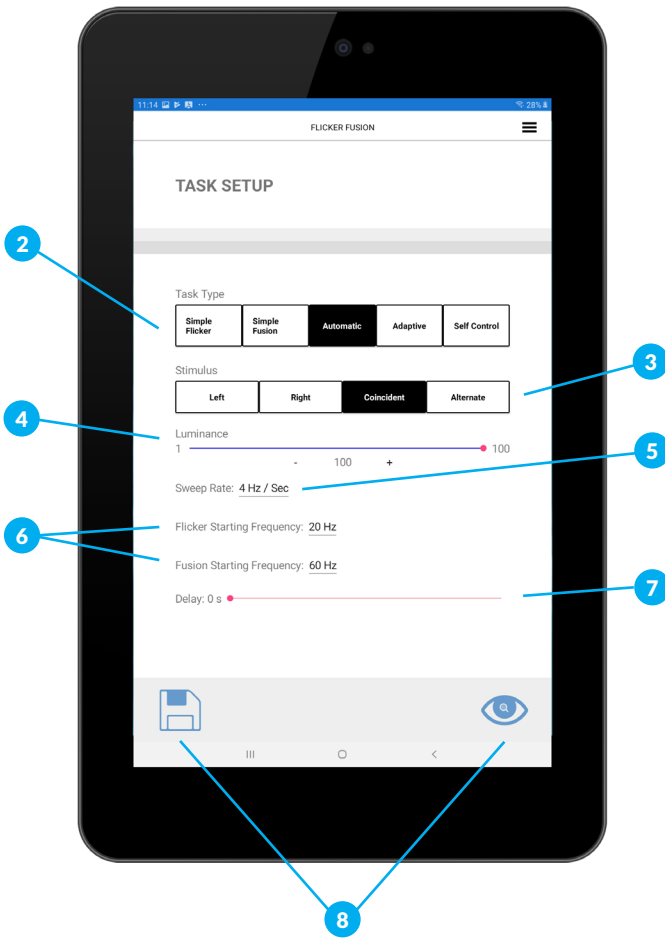 11:14 ... 28%
FLICKER FUSION
TASK SETUP
2
Task Type
Simple Flicker Simple Fusion Automatic Adaptive Self Control
Stimulus
3
Left Right Coincident Alternate
4
Luminance
1 100
- 100 +
5
Sweep Rate: 4 Hz / Sec
6
Flicker Starting Frequency: 20 Hz
Fusion Starting Frequency: 60 Hz
7
Delay: 0 s
8